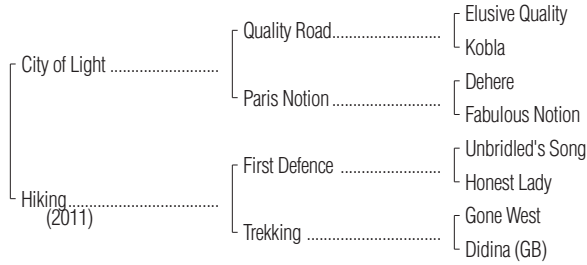 Elusive Quality
Quality Road
Kobla
City of Light
Dehere
Paris Notion
Fabulous Notion
Unbridled's Song
First Defence
Honest Lady
Hiking
(2011)
Gone West
Trekking
Didina (GB)